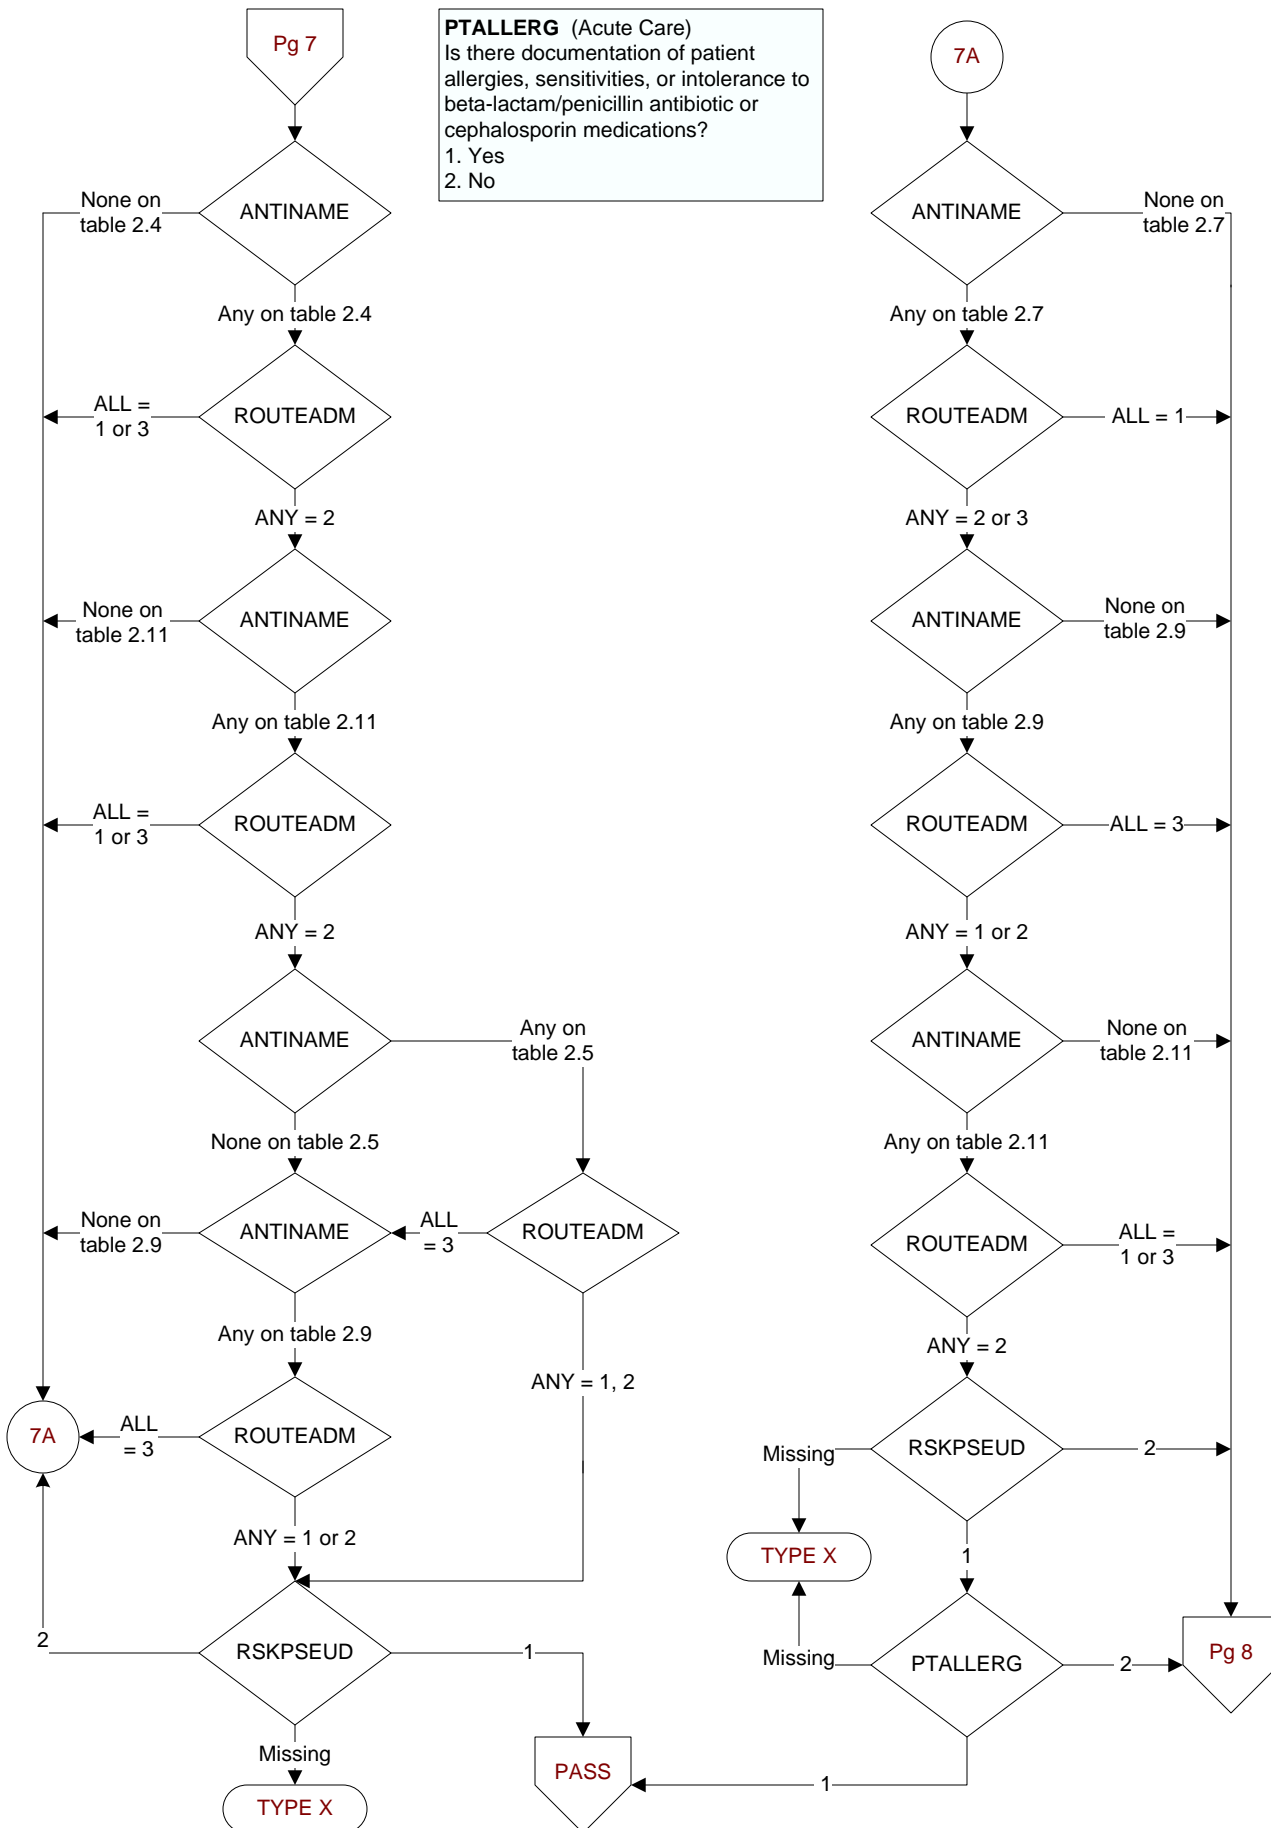 Pg 7
PTALLERG (Acute Care)
Is there documentation of patient
allergies, sensitivities, or intolerance to
beta-lactam/penicillin antibiotic or
cephalosporin medications?
1. Yes
2. No
None on
table 2.4
ANTINAME
Any on table 2.4
ALL =
1 or 3
ROUTEADM
ANY = 2
None on
table 2.11
ANTINAME
Any on table 2.11
ALL =
1 or 3
ROUTEADM
ANY = 2
ANTINAME
Any on
table 2.5
None on table 2.5
None on
table 2.9
ANTINAME
ALL
= 3
ROUTEADM
Any on table 2.9
ANY = 1, 2
7A
ALL
= 3
ROUTEADM
ANY = 1 or 2
2
RSKPSEUD
1
Missing
TYPE X
PASS
7A
ANTINAME
None on
table 2.7
Any on table 2.7
ROUTEADM
ALL = 1
ANY = 2 or 3
ANTINAME
None on
table 2.9
Any on table 2.9
ROUTEADM
ALL = 3
ANY = 1 or 2
ANTINAME
None on
table 2.11
Any on table 2.11
ROUTEADM
ALL =
1 or 3
ANY = 2
Missing
RSKPSEUD
2
TYPE X
1
Missing
PTALLERG
2
Pg 8
1